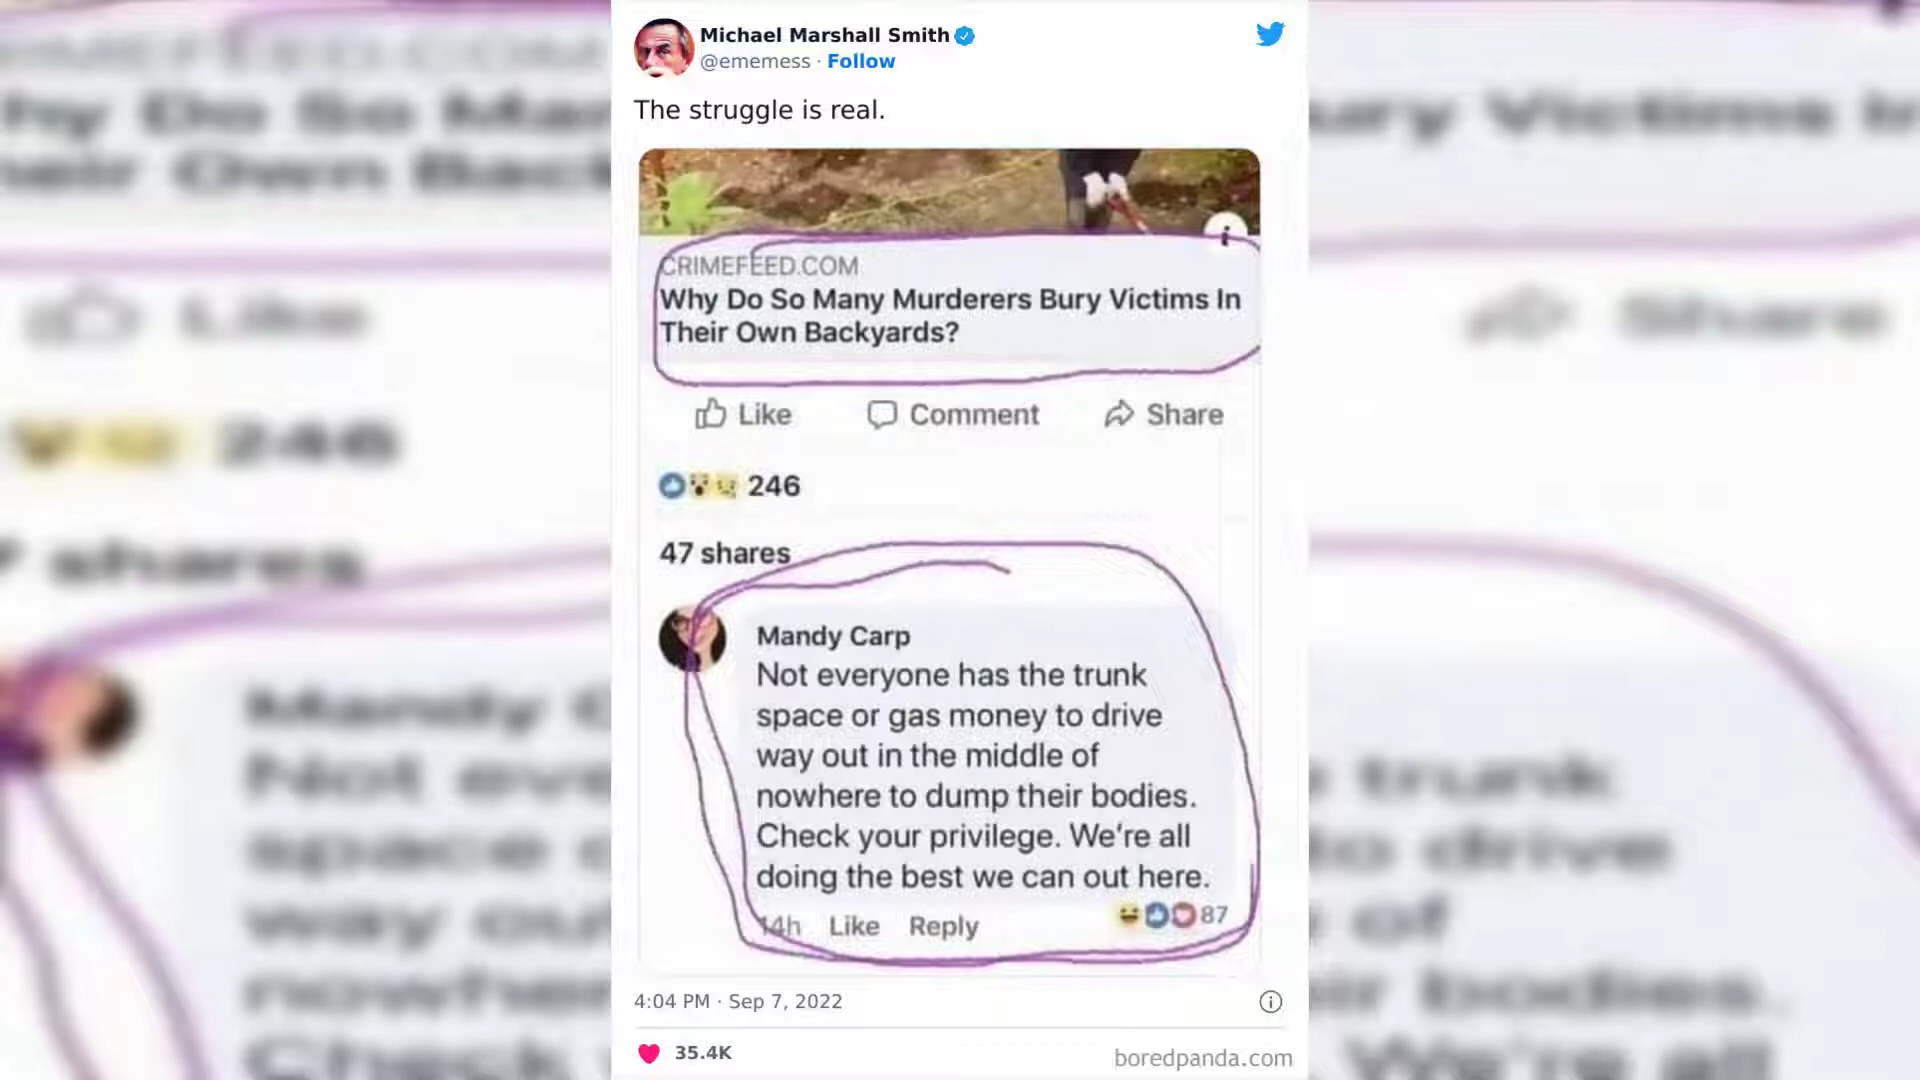 Michael Marshall Smith
@ememess · Follow
The struggle is real.
i
CRIMEFEED.COM
Why Do So Many Murderers Bury Victims In
Their Own Backyards?
Like Comment Share
246
47 shares
Mandy Carp
Not everyone has the trunk
space or gas money to drive
way out in the middle of
nowhere to dump their bodies.
Check your privilege. We're all
doing the best we can out here.
14h Like Reply 87
4:04 PM · Sep 7, 2022
35.4K
boredpanda.com